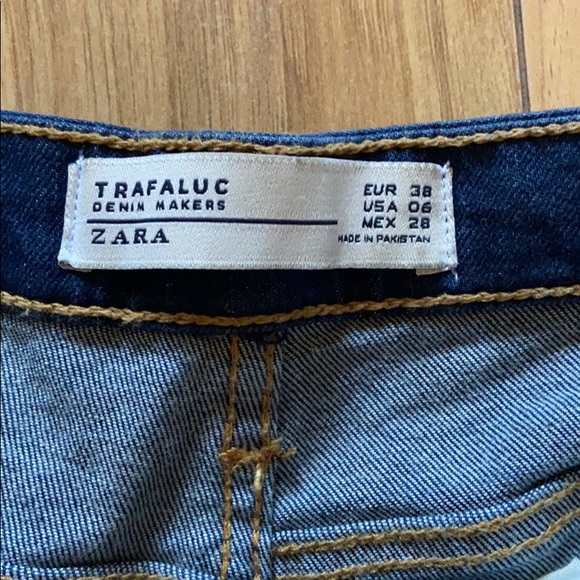 TRAFALUC
DENIM MAKERS
ZARA
EUR 38
USA 06
MEX 28
MADE IN PAKISTAN